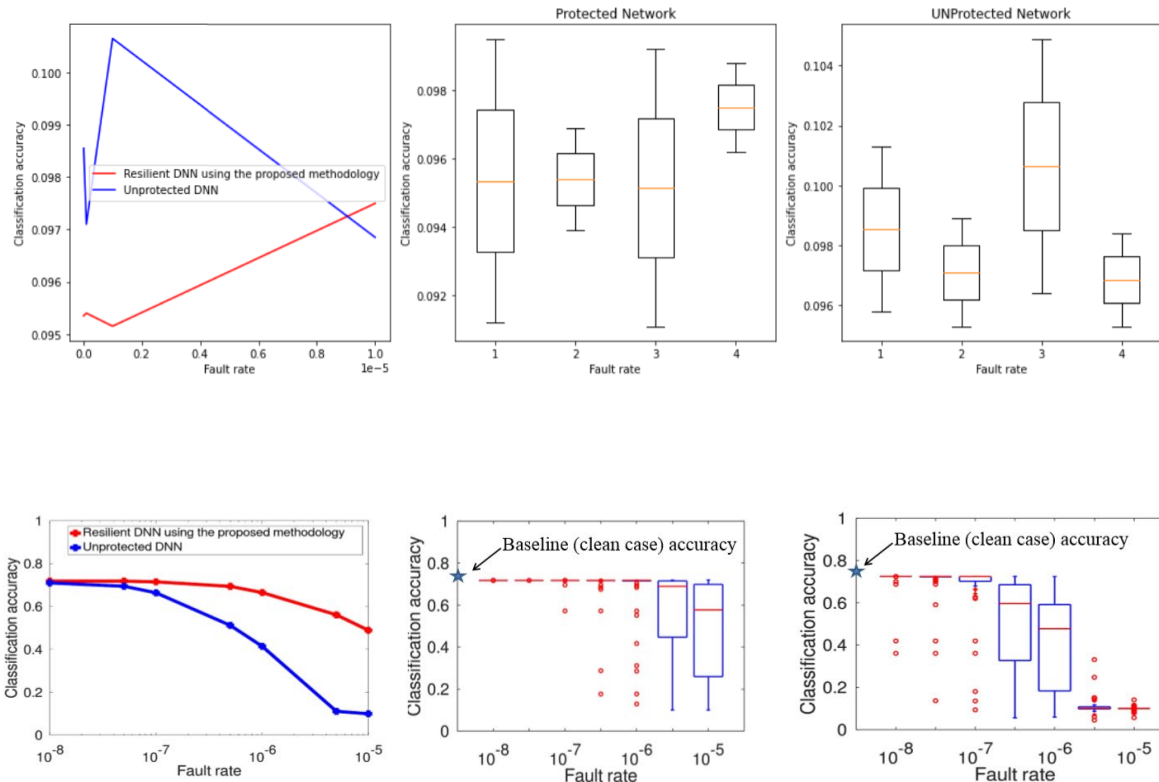 0.100
0.099
0.098
0.097
0.096
0.095
Classification accuracy
Resilient DNN using the proposed methodology
Unprotected DNN
0.0 0.2 0.4 0.6 0.8 1.0
1e−5
Fault rate
Protected Network
0.098
0.096
0.094
0.092
Classification accuracy
1 2 3 4
Fault rate
UNProtected Network
0.104
0.102
0.100
0.098
0.096
Classification accuracy
1 2 3 4
Fault rate
1
0.8
0.6
0.4
0.2
0
Classification accuracy
Resilient DNN using the proposed methodology
Unprotected DNN
10⁻⁸ 10⁻⁷ 10⁻⁶ 10⁻⁵
Fault rate
1
0.8
0.6
0.4
0.2
0
Classification accuracy
Baseline (clean case) accuracy
10⁻⁸ 10⁻⁷ 10⁻⁶ 10⁻⁵
Fault rate
1
0.8
0.6
0.4
0.2
0
Classification accuracy
Baseline (clean case) accuracy
10⁻⁸ 10⁻⁷ 10⁻⁶ 10⁻⁵
Fault rate